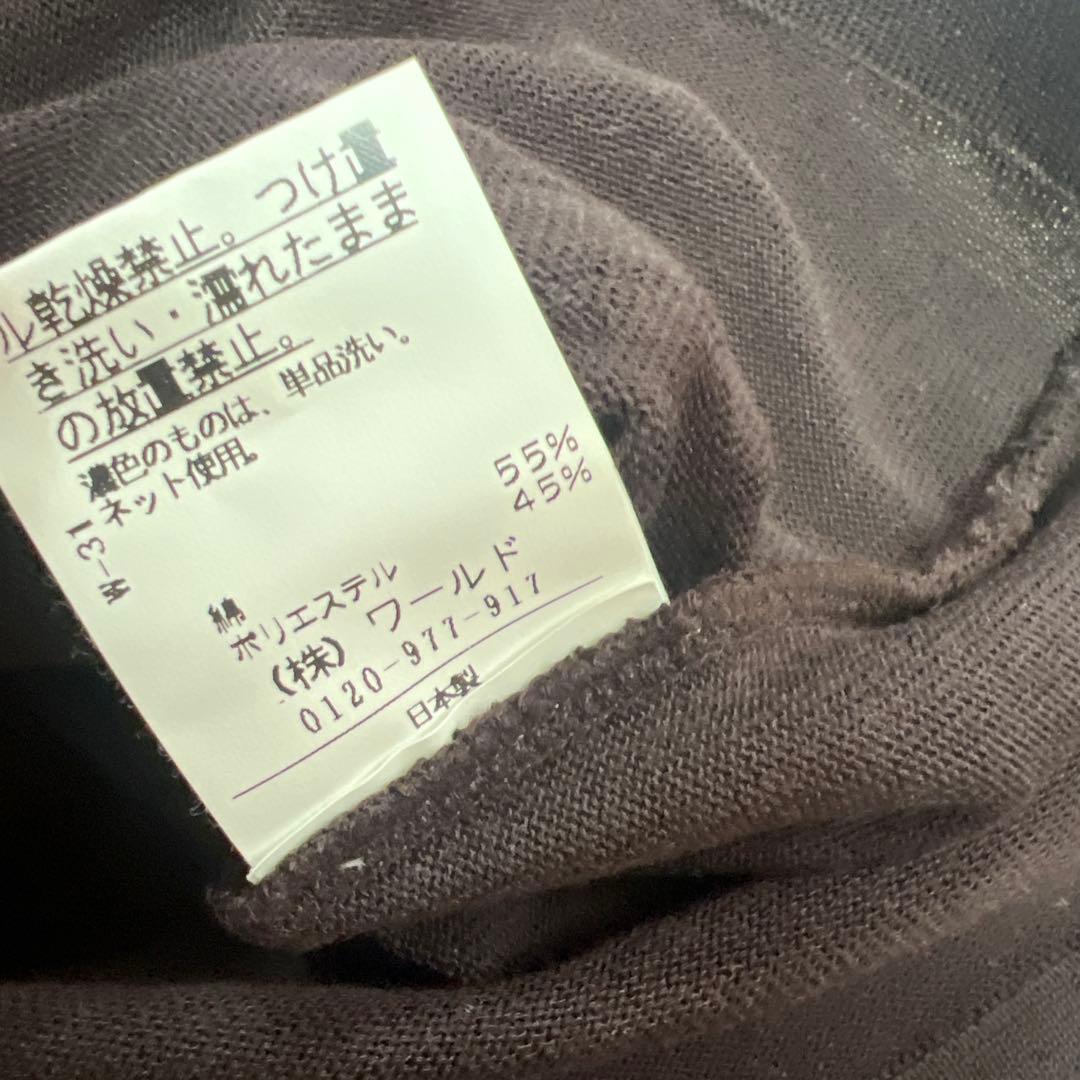 ル乾燥禁止。つけ置
き洗い・濡れたまま
の放置禁止。
濃色のものは、単品洗い。
ネット使用。
W-31
綿 55%
ポリエステル 45%
(株)ワールド
0120-977-917
日本製